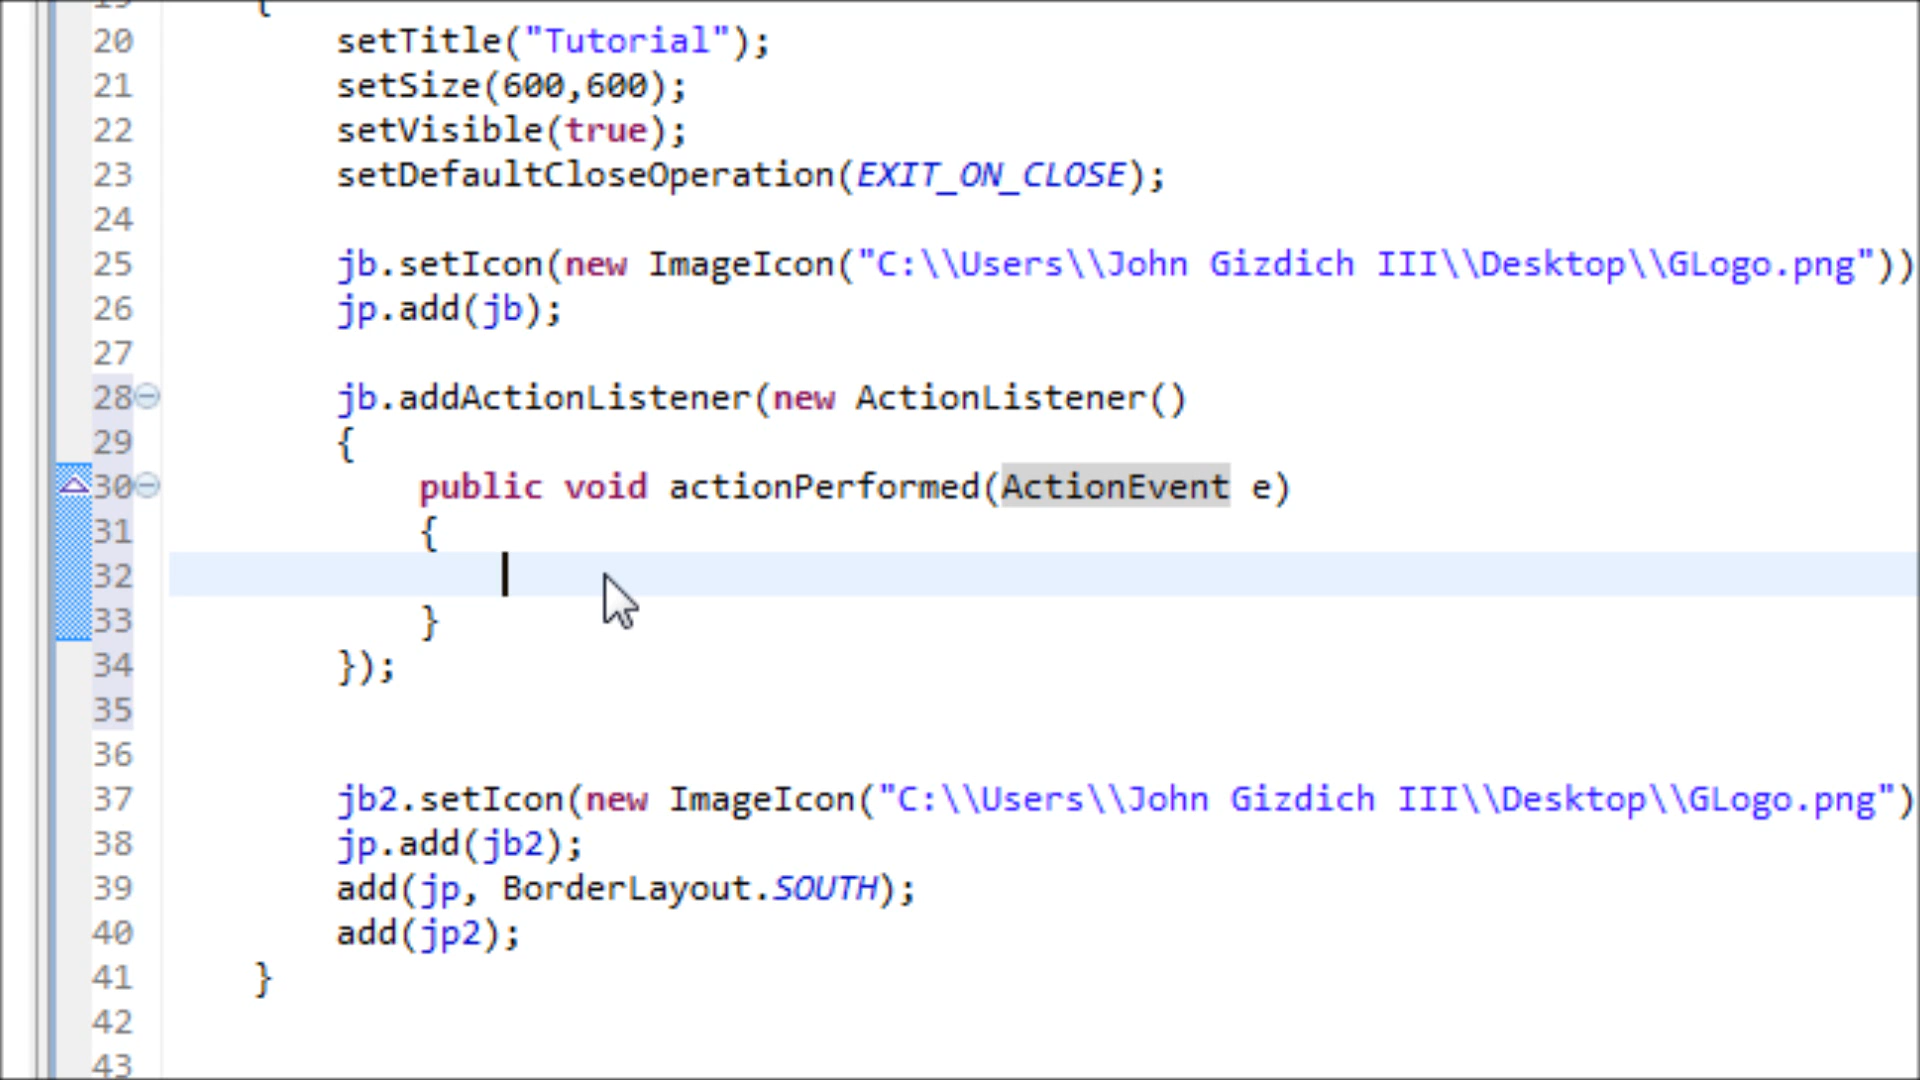 19 {
20 setTitle("Tutorial");
21 setSize(600,600);
22 setVisible(true);
23 setDefaultCloseOperation(EXIT_ON_CLOSE);
24
25 jb.setIcon(new ImageIcon("C:\\Users\\John Gizdich III\\Desktop\\GLogo.png"))
26 jp.add(jb);
27
28 jb.addActionListener(new ActionListener()
29 {
30 public void actionPerformed(ActionEvent e)
31 {
32
33 }
34 });
35
36
37 jb2.setIcon(new ImageIcon("C:\\Users\\John Gizdich III\\Desktop\\GLogo.png")
38 jp.add(jb2);
39 add(jp, BorderLayout.SOUTH);
40 add(jp2);
41 }
42
43